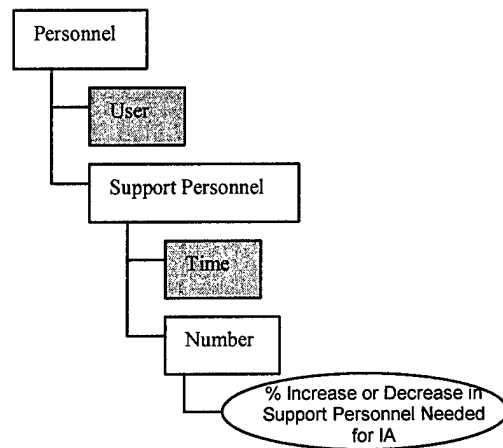 Personnel
User
Support Personnel
Time
Number
% Increase or Decrease in
Support Personnel Needed
for IA